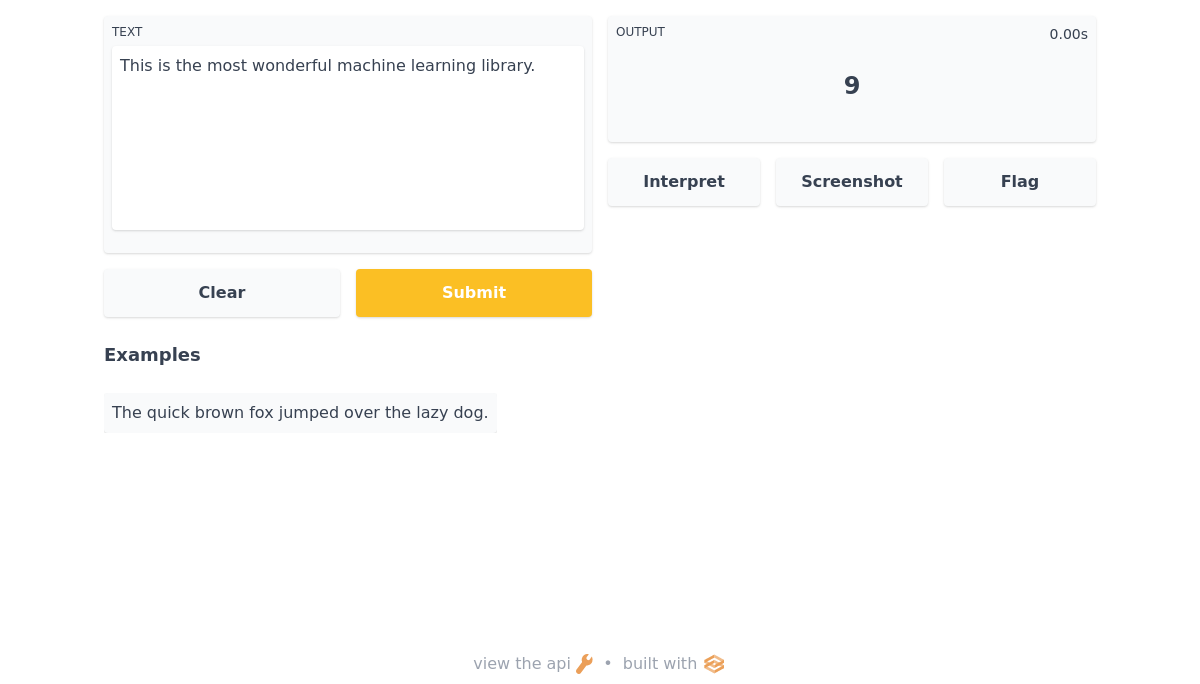 TEXT
This is the most wonderful machine learning library.
Clear
Submit
Examples
The quick brown fox jumped over the lazy dog.
OUTPUT
0.00s
9
Interpret
Screenshot
Flag
view the api • built with